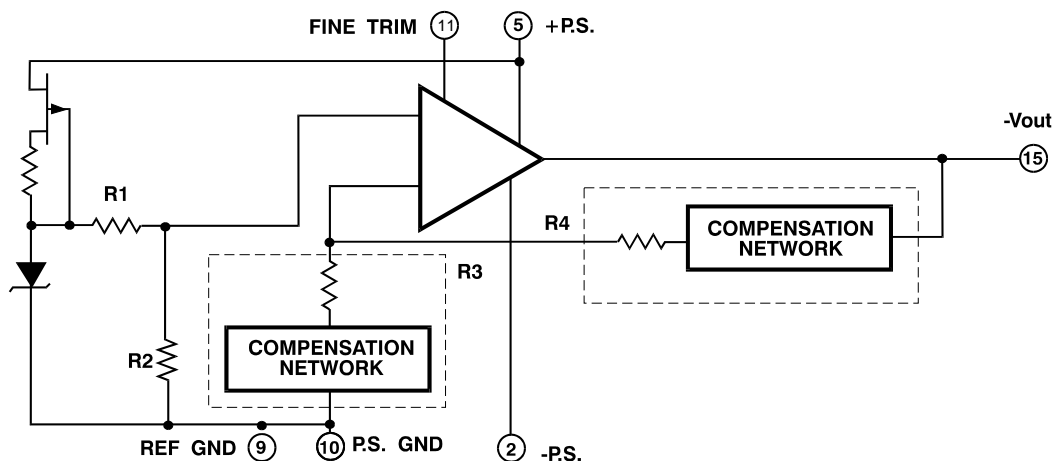 FINE TRIM 11
5 +P.S.
-Vout
15
R1
R4
COMPENSATION
NETWORK
R3
R2
COMPENSATION
NETWORK
REF GND 9
10 P.S. GND
2 -P.S.